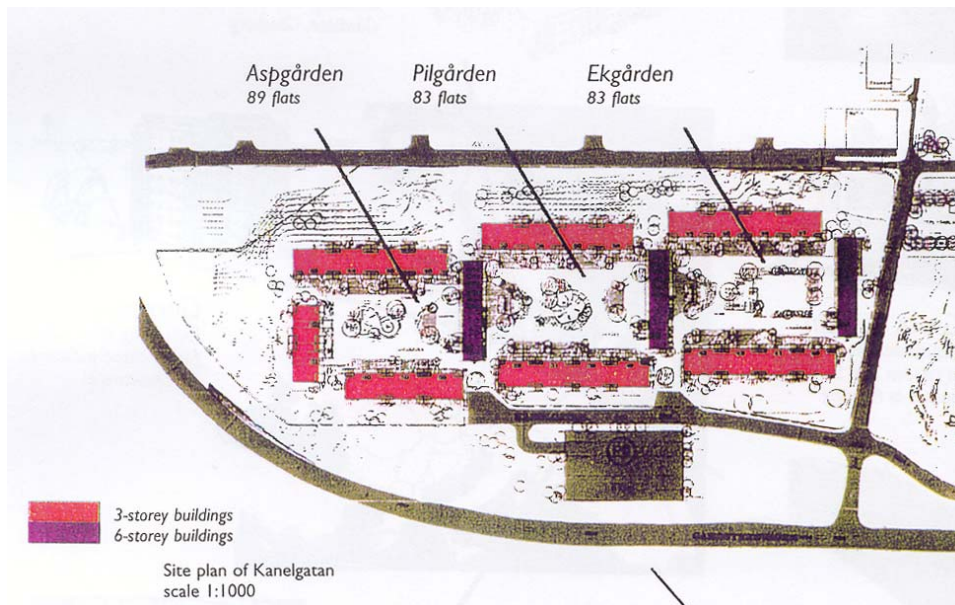 Aspgården
89 flats
Pilgården
83 flats
Ekgården
83 flats
3-storey buildings
6-storey buildings
Site plan of Kanelgatan
scale 1:1000